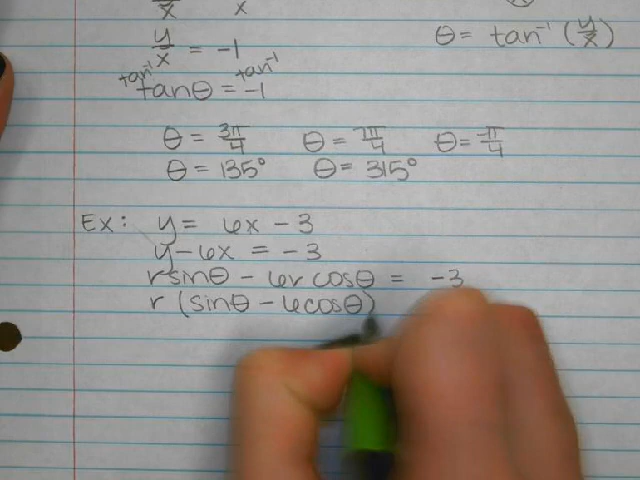 x x
y/x = -1 θ = tan⁻¹ (y/x)
tan⁻¹ tan⁻¹
tanθ = -1
θ = 3π/4 θ = 7π/4 θ = -π/4
θ = 135° θ = 315°
Ex: y = 6x - 3
y - 6x = -3
r sinθ - 6r cosθ = -3
r (sinθ - 6cosθ)